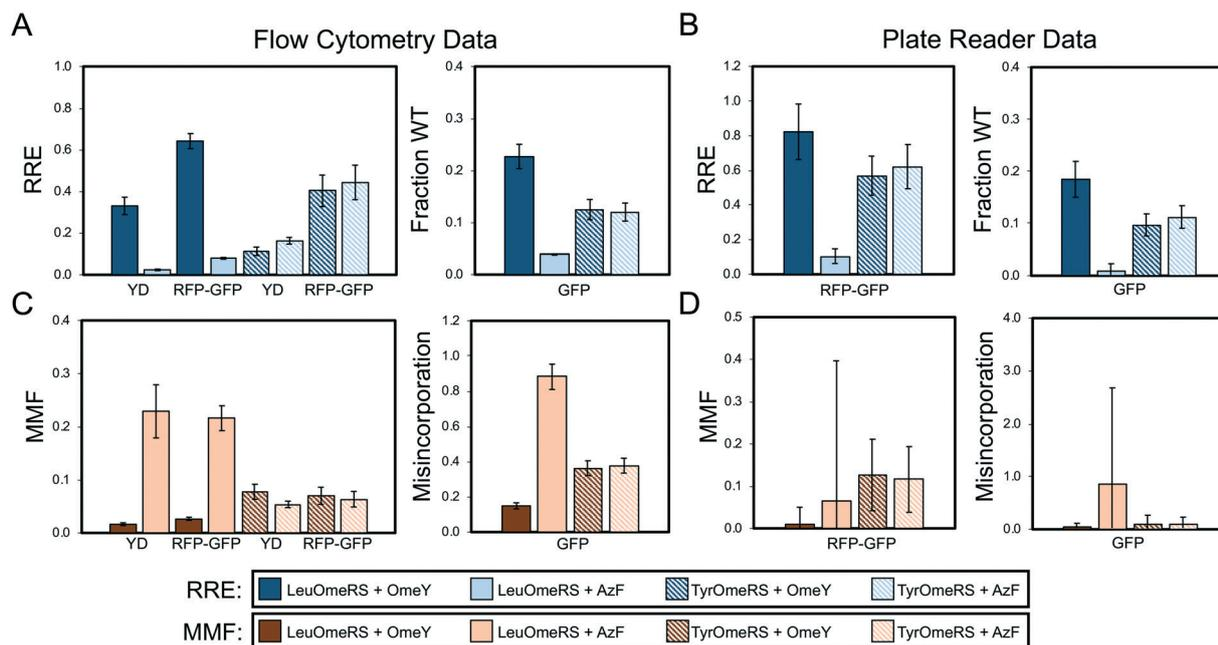 A
Flow Cytometry Data
B
Plate Reader Data
RRE
1.0
0.8
0.6
0.4
0.2
0.0
YD RFP-GFP YD RFP-GFP
Fraction WT
0.4
0.3
0.2
0.1
0.0
GFP
RRE
1.2
1.0
0.8
0.6
0.4
0.2
0.0
RFP-GFP
Fraction WT
0.4
0.3
0.2
0.1
0.0
GFP
C
MMF
0.4
0.3
0.2
0.1
0.0
YD RFP-GFP YD RFP-GFP
Misincorporation
1.2
1.0
0.8
0.6
0.4
0.2
0.0
GFP
D
MMF
0.5
0.4
0.3
0.2
0.1
0.0
RFP-GFP
Misincorporation
4.0
3.0
2.0
1.0
0.0
GFP
RRE: LeuOmeRS + OmeY LeuOmeRS + AzF TyrOmeRS + OmeY TyrOmeRS + AzF
MMF: LeuOmeRS + OmeY LeuOmeRS + AzF TyrOmeRS + OmeY TyrOmeRS + AzF